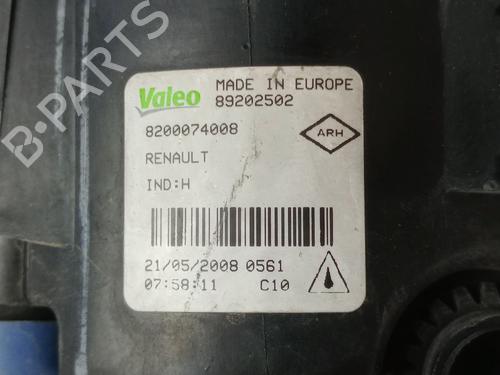 Valeo MADE IN EUROPE
89202502
8200074008
ARH
RENAULT
IND:H
21/05/2008 0561
07:58:11 C10
B-PARTS